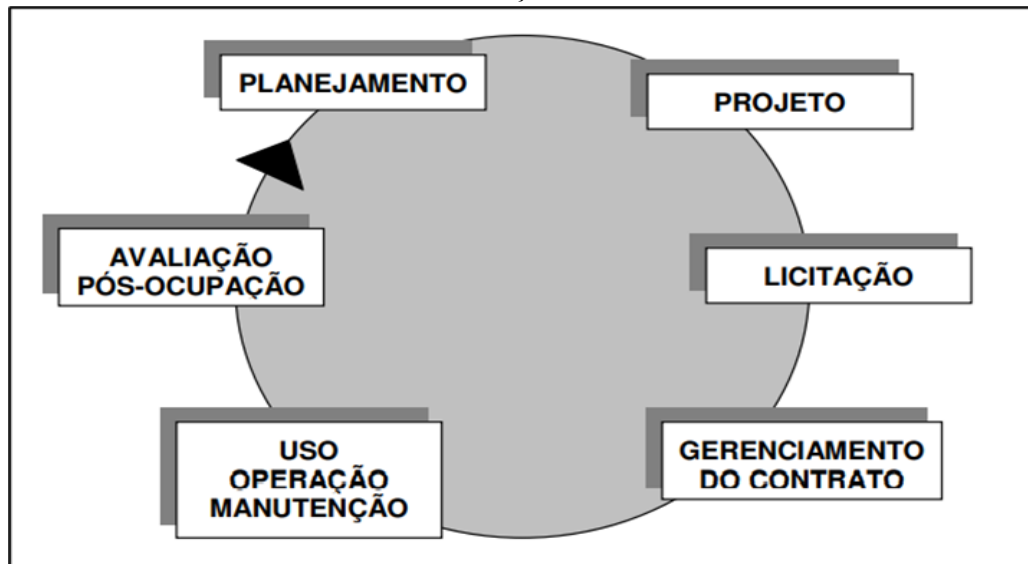 PLANEJAMENTO
PROJETO
AVALIAÇÃO
PÓS-OCUPAÇÃO
LICITAÇÃO
USO
OPERAÇÃO
MANUTENÇÃO
GERENCIAMENTO
DO CONTRATO